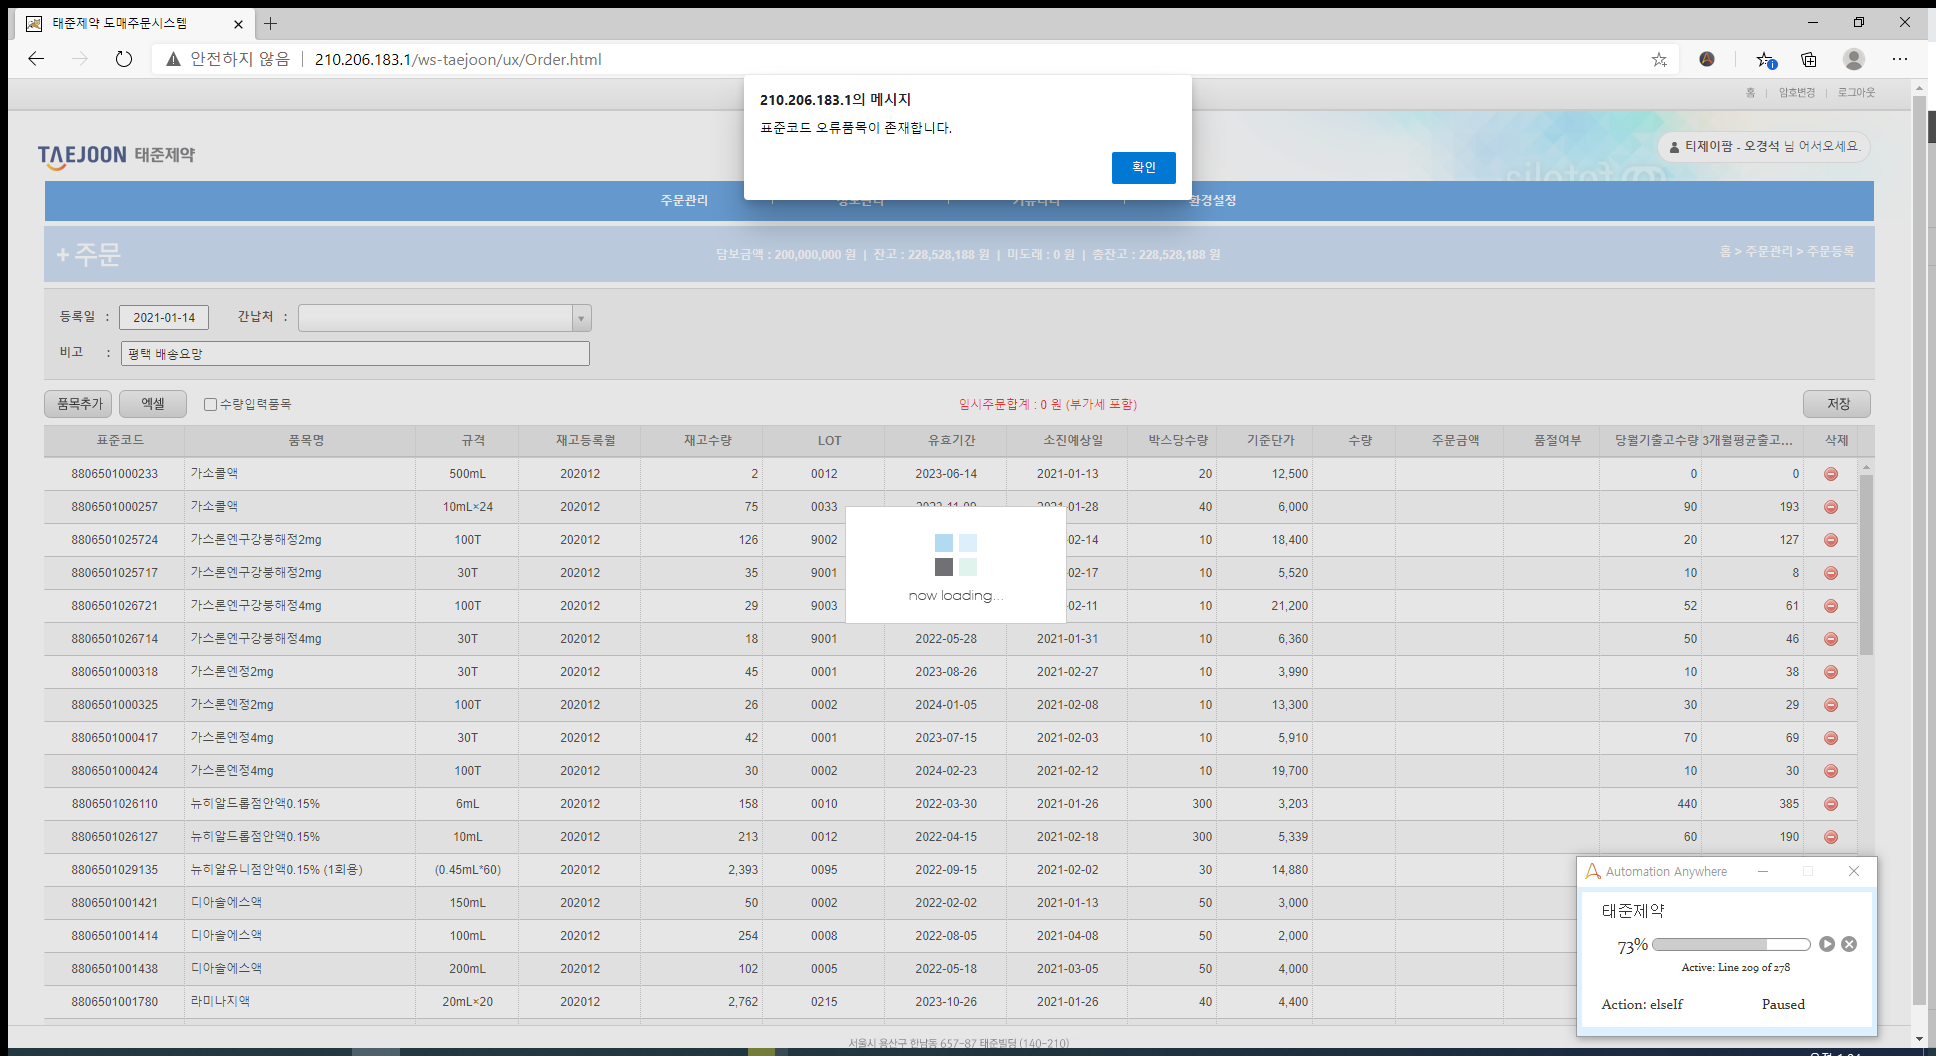 태준제약 도매주문시스템
안전하지 않음 210.206.183.1/ws-taejoon/ux/Order.html
210.206.183.1의 메시지
표준코드 오류품목이 존재합니다.
확인
홈 | 암호변경 | 로그아웃
TAEJOON 태준제약
티제이팜 - 오경석 님 어서오세요.
주문관리 정보관리 커뮤니티 환경설정
+ 주문 담보금액 : 200,000,000 원 | 잔고 : 228,528,188 원 | 미도래 : 0 원 | 총잔고 : 228,528,188 원 홈 > 주문관리 > 주문등록
등록일 : 2021-01-14 간납처 :
비고 : 평택 배송요망
품목추가 엑셀 수량입력품목 임시주문합계 : 0 원 (부가세 포함) 저장
표준코드 품목명 규격 재고등록월 재고수량 LOT 유효기간 소진예상일 박스당수량 기준단가 수량 주문금액 품절여부 당월기출고수량 3개월평균출고... 삭제
8806501000233 가소콜액 500mL 202012 2 0012 2023-06-14 2021-01-13 20 12,500 0 0
8806501000257 가소콜액 10mL×24 202012 75 0033 2022-11-09 2021-01-28 40 6,000 90 193
8806501025724 가스론엔구강붕해정2mg 100T 202012 126 9002 02-14 10 18,400 20 127
8806501025717 가스론엔구강붕해정2mg 30T 202012 35 9001 02-17 10 5,520 10 8
8806501026721 가스론엔구강붕해정4mg 100T 202012 29 9003 02-11 10 21,200 52 61
8806501026714 가스론엔구강붕해정4mg 30T 202012 18 9001 2022-05-28 2021-01-31 10 6,360 50 46
8806501000318 가스론엔정2mg 30T 202012 45 0001 2023-08-26 2021-02-27 10 3,990 10 38
8806501000325 가스론엔정2mg 100T 202012 26 0002 2024-01-05 2021-02-08 10 13,300 30 29
8806501000417 가스론엔정4mg 30T 202012 42 0001 2023-07-15 2021-02-03 10 5,910 70 69
8806501000424 가스론엔정4mg 100T 202012 30 0002 2024-02-23 2021-02-12 10 19,700 10 30
8806501026110 뉴히알드롭점안액0.15% 6mL 202012 158 0010 2022-03-30 2021-01-26 300 3,203 440 385
8806501026127 뉴히알드롭점안액0.15% 10mL 202012 213 0012 2022-04-15 2021-02-18 300 5,339 60 190
8806501029135 뉴히알유니점안액0.15% (1회용) (0.45mL*60) 202012 2,393 0095 2022-09-15 2021-02-02 30 14,880
8806501001421 디아솔에스액 150mL 202012 50 0002 2022-02-02 2021-01-13 50 3,000
8806501001414 디아솔에스액 100mL 202012 254 0008 2022-08-05 2021-04-08 50 2,000
8806501001438 디아솔에스액 200mL 202012 102 0005 2022-05-18 2021-03-05 50 4,000
8806501001780 라미나지액 20mL×20 202012 2,762 0215 2023-10-26 2021-01-26 40 4,400
now loading...
Automation Anywhere
태준제약
73%
Active: Line 209 of 278
Action: elseIf Paused
서울시 용산구 한남동 657-87 태준빌딩 (140-210)